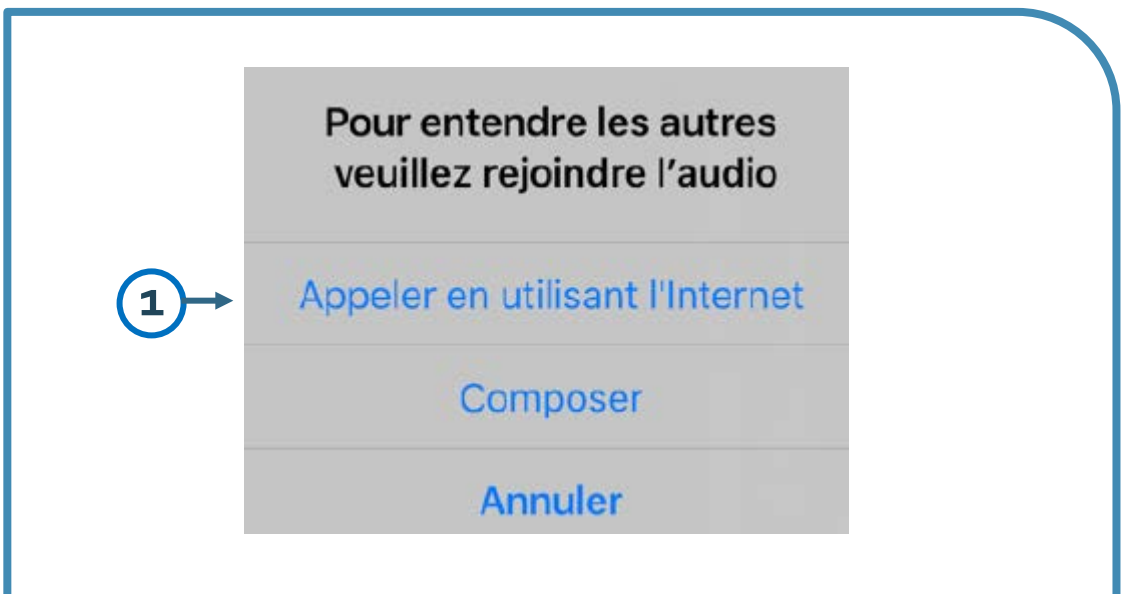 Pour entendre les autres
veuillez rejoindre l’audio
1
Appeler en utilisant l'Internet
Composer
Annuler